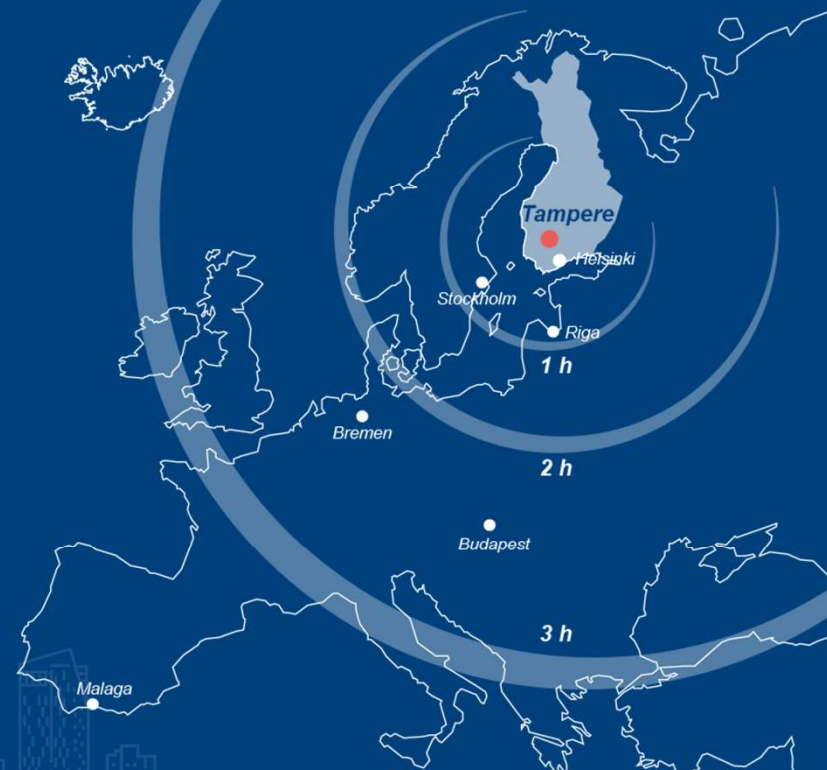 Tampere
Helsinki
Stockholm
Riga
1 h
Bremen
2 h
Budapest
3 h
Malaga